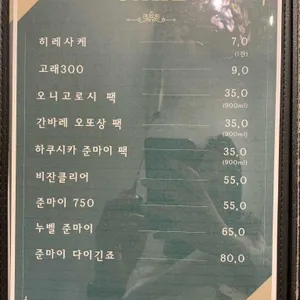 히레사케 7,0
(1잔)
고래300 9,0
오니고로시 팩 35,0
(900ml)
간바레 오또상 팩 35,0
(900ml)
하쿠시카 준마이 팩 35,0
(900ml)
비잔클리어 55,0
준마이 750 55,0
누벨 준마이 65,0
준마이 다이긴죠 80,0